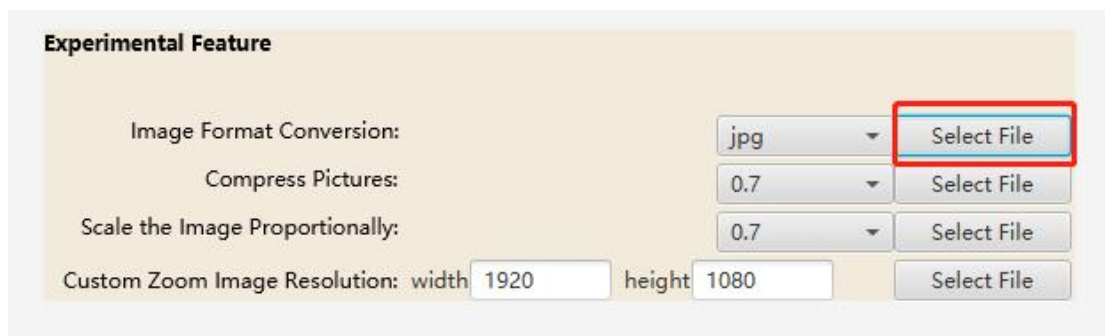 Experimental Feature
Image Format Conversion: jpg Select File
Compress Pictures: 0.7 Select File
Scale the Image Proportionally: 0.7 Select File
Custom Zoom Image Resolution: width 1920 height 1080 Select File